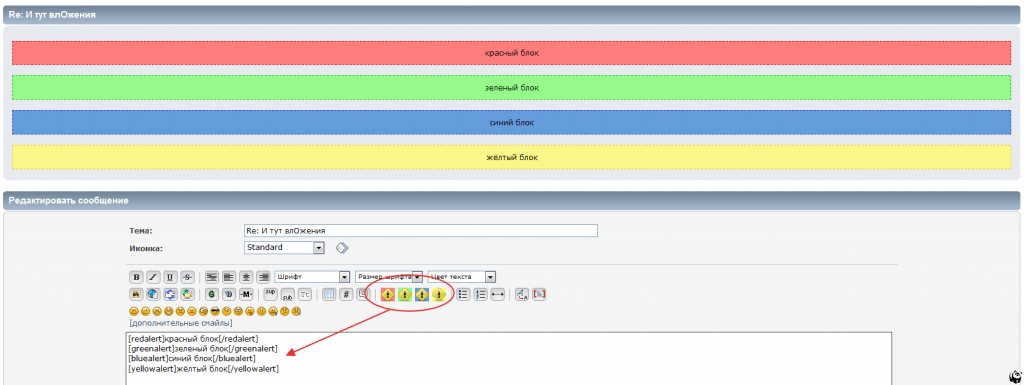 Re: И тут влОжения
красный блок
зеленый блок
синий блок
жёлтый блок
Редактировать сообщение
Тема: Re: И тут влОжения
Иконка: Standard
B I U S Шрифт Размер шрифта Цвет текста
[дополнительные смайлы]
[redalert]красный блок[/redalert]
[greenalert]зеленый блок[/greenalert]
[bluealert]синий блок[/bluealert]
[yellowalert]жёлтый блок[/yellowalert]